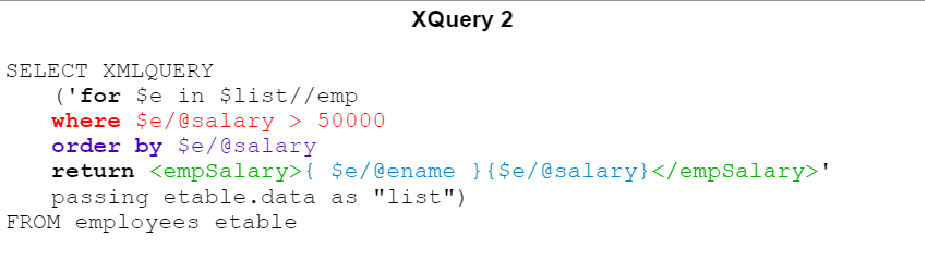 XQuery 2
SELECT XMLQUERY
('for $e in $list//emp
where $e/@salary > 50000
order by $e/@salary
return <empSalary>{ $e/@ename }{$e/@salary}</empSalary>'
passing etable.data as "list")
FROM employees etable